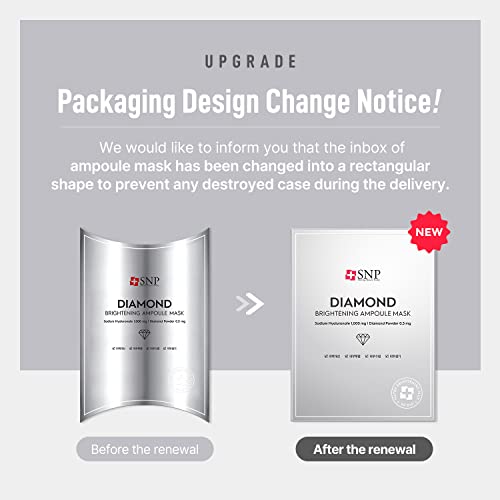 UPGRADE
Packaging Design Change Notice!
We would like to inform you that the inbox of
ampoule mask has been changed into a rectangular
shape to prevent any destroyed case during the delivery.
NEW
SNP
DIAMOND
BRIGHTENING AMPOULE MASK
Sodium Hyaluronate 1,000 mg / Diamond Powder 0.5 mg
SNP
DIAMOND
BRIGHTENING AMPOULE MASK
Sodium Hyaluronate 1,000 mg / Diamond Powder 0.5 mg
Before the renewal
After the renewal